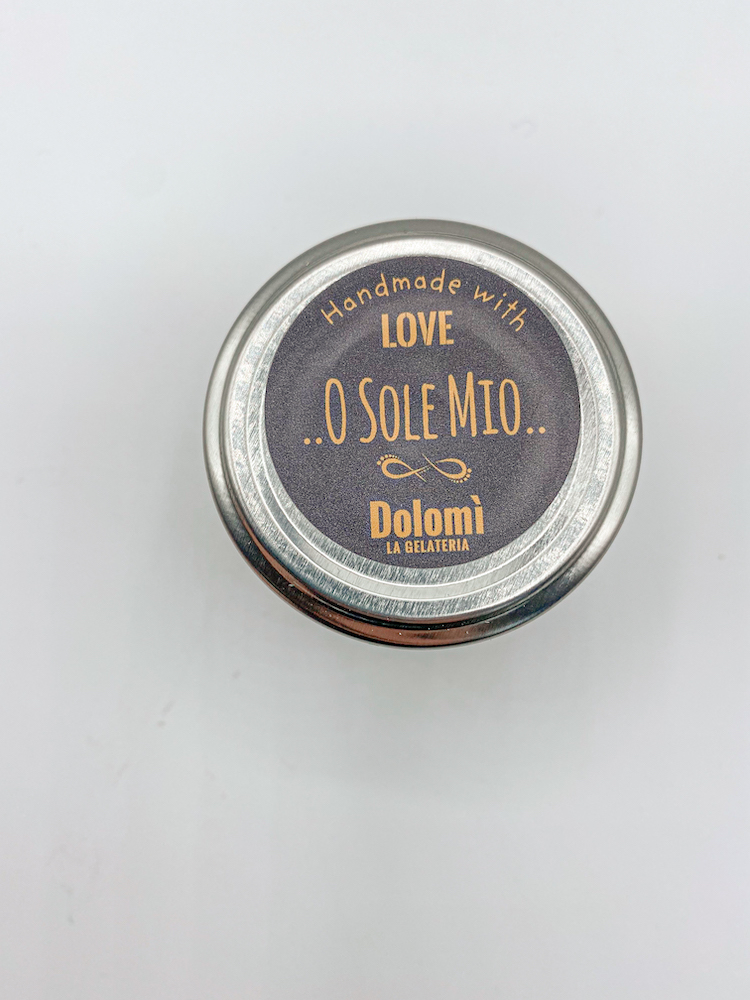 Handmade with
LOVE
..O SOLE MIO..
Dolomì
LA GELATERIA